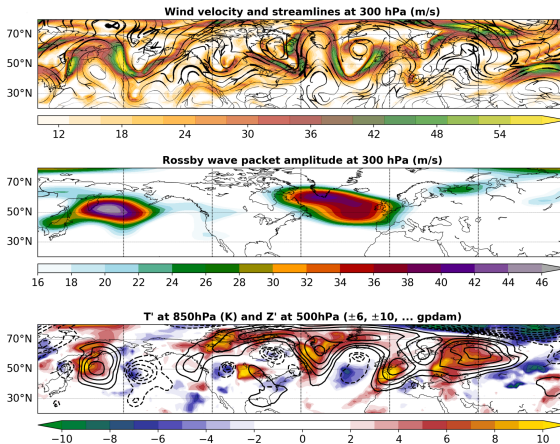 Wind velocity and streamlines at 300 hPa (m/s)
70°N
50°N
30°N
12 18 24 30 36 42 48 54
Rossby wave packet amplitude at 300 hPa (m/s)
70°N
50°N
30°N
16 18 20 22 24 26 28 30 32 34 36 38 40 42 44 46
T' at 850hPa (K) and Z' at 500hPa (±6, ±10, ... gpdam)
70°N
50°N
30°N
−10 −8 −6 −4 −2 0 2 4 6 8 10